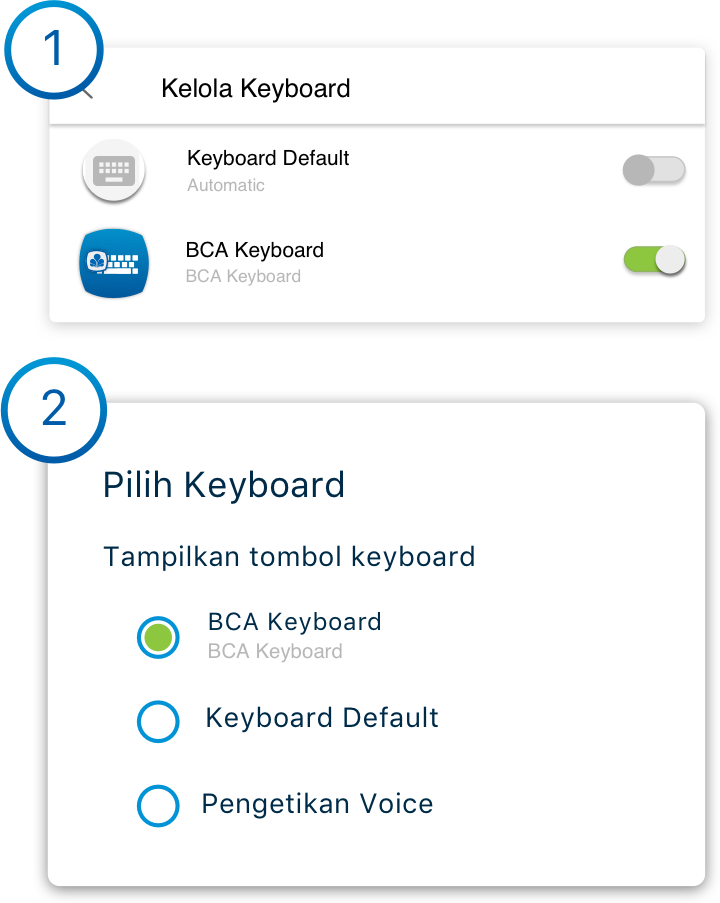 1
Kelola Keyboard
Keyboard Default
Automatic
BCA Keyboard
BCA Keyboard
2
Pilih Keyboard
Tampilkan tombol keyboard
BCA Keyboard
BCA Keyboard
Keyboard Default
Pengetikan Voice